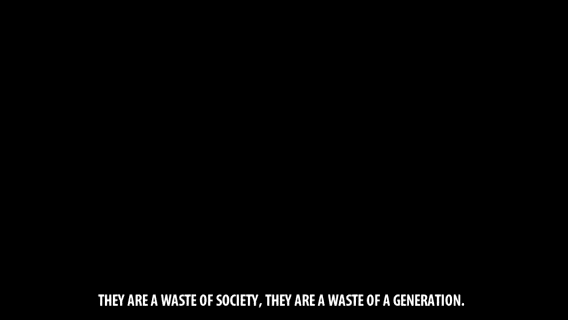 THEY ARE A WASTE OF SOCIETY, THEY ARE A WASTE OF A GENERATION.